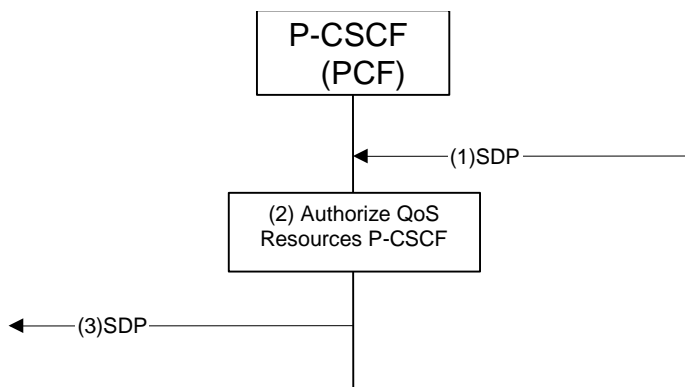 P-CSCF
(PCF)
(1)SDP
(2) Authorize QoS
Resources P-CSCF
(3)SDP